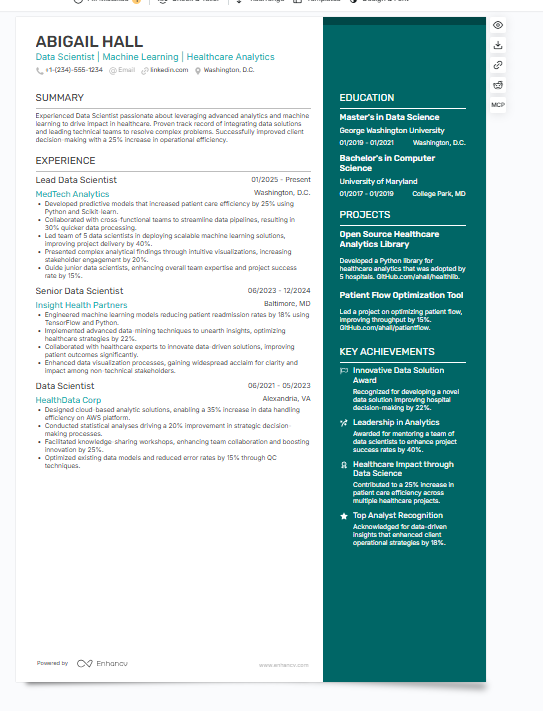 ABIGAIL HALL
Data Scientist | Machine Learning | Healthcare Analytics
+1-(234)-555-1234 Email linkedin.com Washington, D.C.
SUMMARY
Experienced Data Scientist passionate about leveraging advanced analytics and machine
learning to drive impact in healthcare. Proven track record of integrating data solutions
and leading technical teams to resolve complex problems. Successfully improved client
decision-making with a 25% increase in operational efficiency.
EXPERIENCE
Lead Data Scientist 01/2025 - Present
MedTech Analytics Washington, D.C.
• Developed predictive models that increased patient care efficiency by 25% using
Python and Scikit-learn.
• Collaborated with cross-functional teams to streamline data pipelines, resulting in
30% quicker data processing.
• Led team of 5 data scientists in deploying scalable machine learning solutions,
improving project delivery by 40%.
• Presented complex analytical findings through intuitive visualizations, increasing
stakeholder engagement by 20%.
• Guide junior data scientists, enhancing overall team expertise and project success
rate by 15%.
Senior Data Scientist 06/2023 - 12/2024
Insight Health Partners Baltimore, MD
• Engineered machine learning models reducing patient readmission rates by 18% using
TensorFlow and Python.
• Implemented advanced data-mining techniques to unearth insights, optimizing
healthcare strategies by 22%.
• Collaborated with healthcare experts to innovate data-driven solutions, improving
patient outcomes significantly.
• Enhanced data visualization processes, gaining widespread acclaim for clarity and
impact among non-technical stakeholders.
Data Scientist 06/2021 - 05/2023
HealthData Corp Alexandria, VA
• Designed cloud-based analytic solutions, enabling a 35% increase in data handling
efficiency on AWS platform.
• Conducted statistical analyses driving a 20% improvement in strategic decision-
making processes.
• Facilitated knowledge-sharing workshops, enhancing team collaboration and boosting
innovation by 25%.
• Optimized existing data models and reduced error rates by 15% through QC
techniques.
Powered by Enhancv
www.enhancv.com
EDUCATION
Master's in Data Science
George Washington University
01/2019 - 01/2021 Washington, D.C.
Bachelor's in Computer
Science
University of Maryland
01/2017 - 01/2019 College Park, MD
PROJECTS
Open Source Healthcare
Analytics Library
Developed a Python library for
healthcare analytics that was adopted by
5 hospitals. GitHub.com/ahall/healthlib.
Patient Flow Optimization Tool
Led a project on optimizing patient flow,
improving throughput by 15%.
GitHub.com/ahall/patientflow.
KEY ACHIEVEMENTS
Innovative Data Solution
Award
Recognized for developing a novel
data solution improving hospital
decision-making by 22%.
Leadership in Analytics
Awarded for mentoring a team of
data scientists to enhance project
success rates by 40%.
Healthcare Impact through
Data Science
Contributed to a 25% increase in
patient care efficiency across
multiple healthcare projects.
Top Analyst Recognition
Acknowledged for data-driven
insights that enhanced client
operational strategies by 18%.
MCP